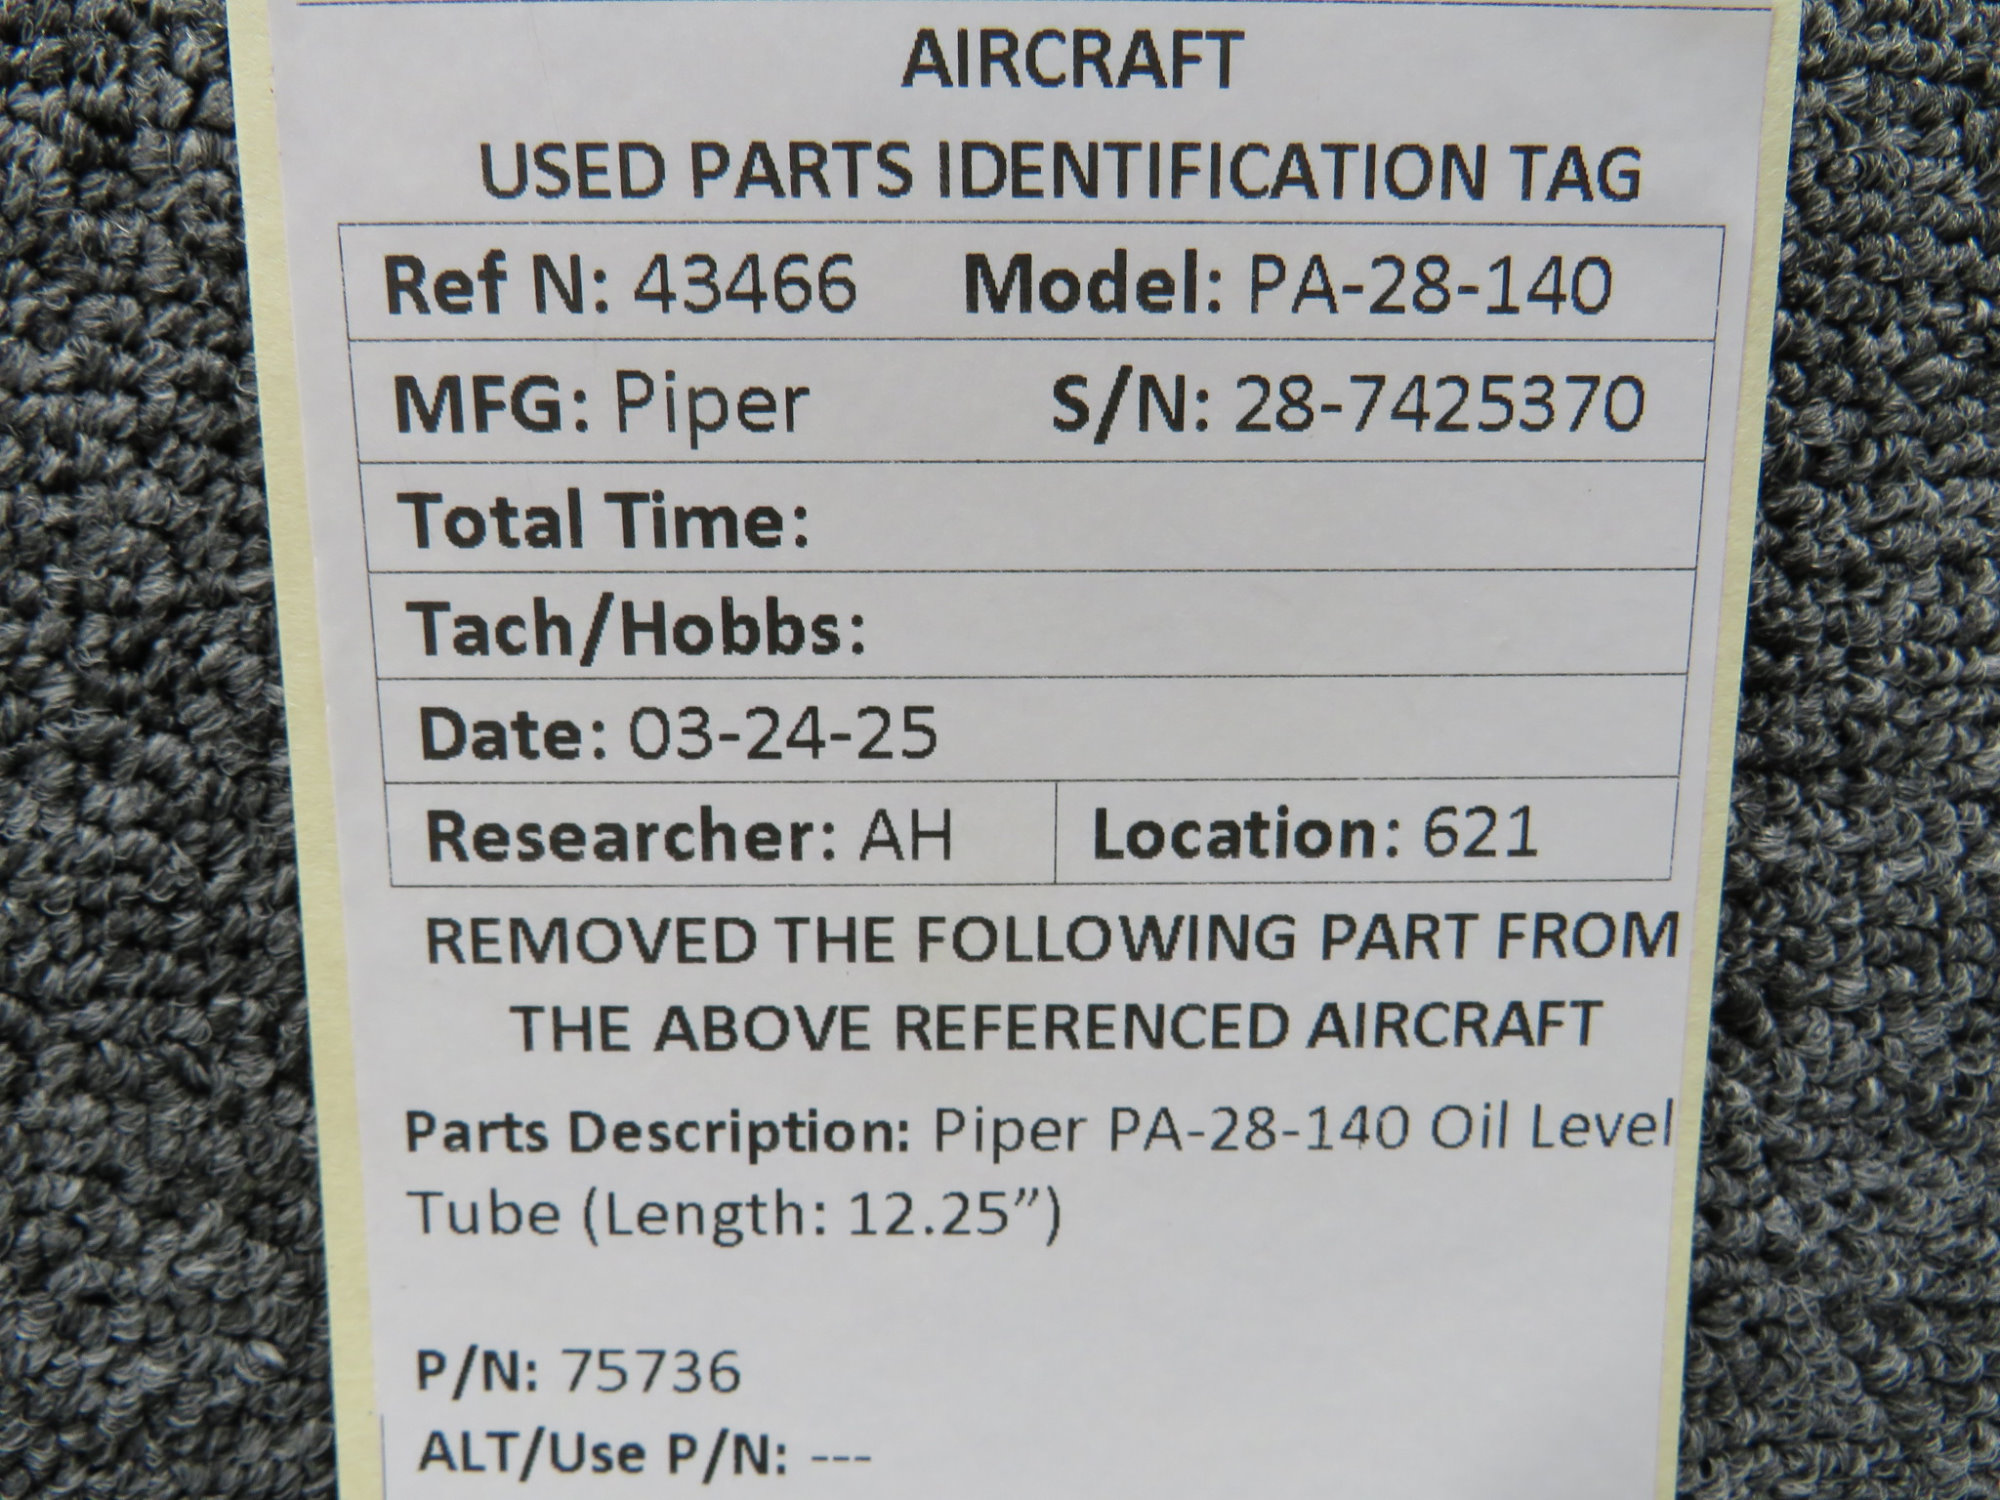 AIRCRAFT
USED PARTS IDENTIFICATION TAG
Ref N: 43466 Model: PA-28-140
MFG: Piper S/N: 28-7425370
Total Time:
Tach/Hobbs:
Date: 03-24-25
Researcher: AH Location: 621
REMOVED THE FOLLOWING PART FROM
THE ABOVE REFERENCED AIRCRAFT
Parts Description: Piper PA-28-140 Oil Level
Tube (Length: 12.25”)
P/N: 75736
ALT/Use P/N: ---